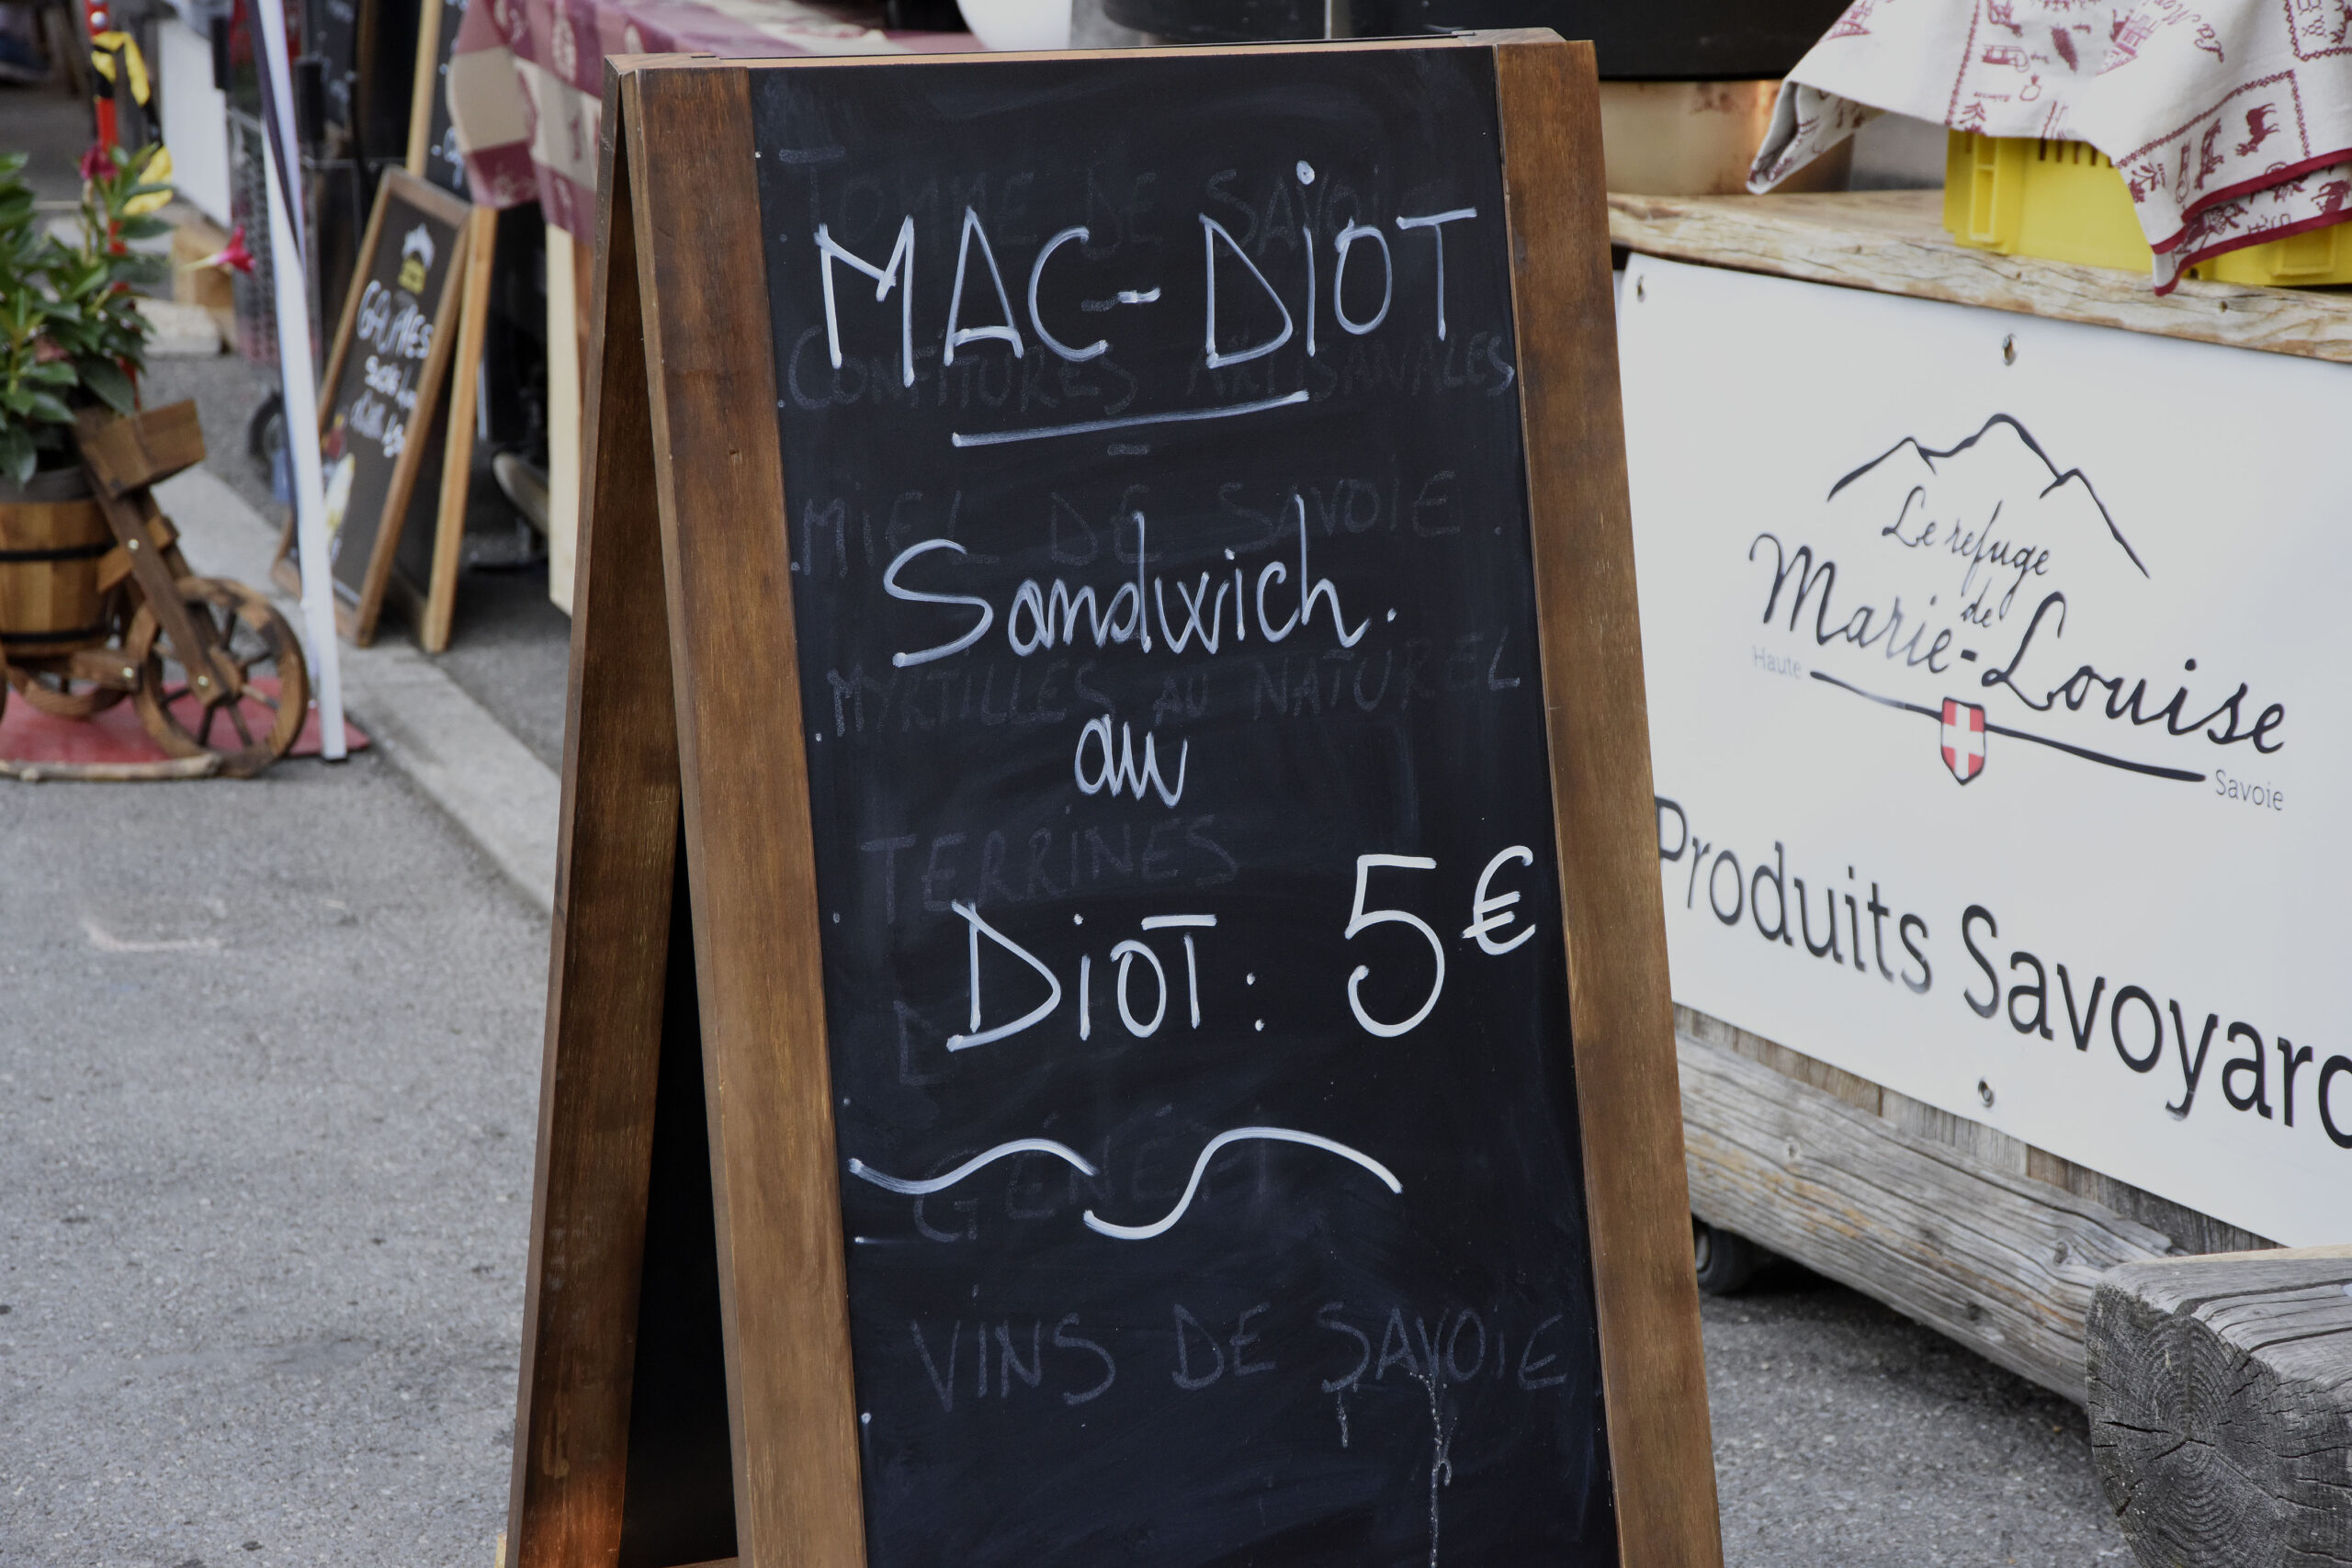 MAC-DiOT
Sandwich.
au
DiOT: 5€
TOMME DE SAVOIE
CONFITURES ARTISANALES
MiEL DE SAVOIE
MYRTILLES AU NATUREL
TERRINES
GÉNÉPI
VINS DE SAVOiE
Le refuge
de
Marie-Louise
Haute
Savoie
Produits Savoyard